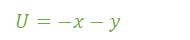 U = −x − y